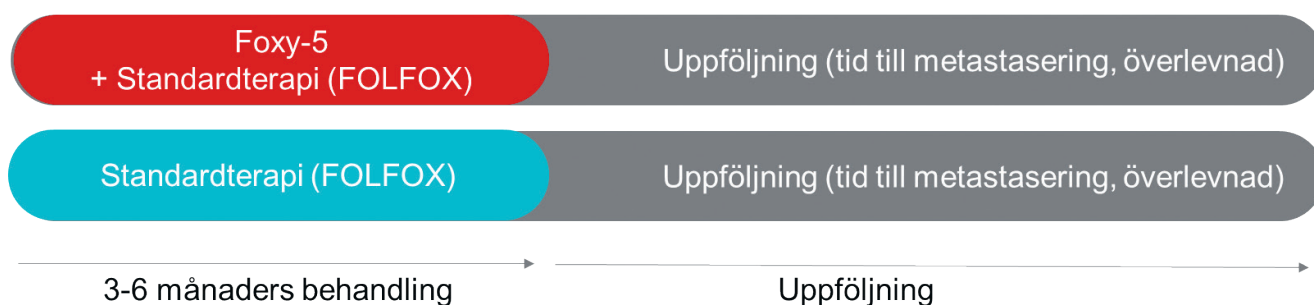 Foxy-5
+ Standardterapi (FOLFOX)
Uppföljning (tid till metastasering, överlevnad)
Standardterapi (FOLFOX)
Uppföljning (tid till metastasering, överlevnad)
3-6 månaders behandling
Uppföljning